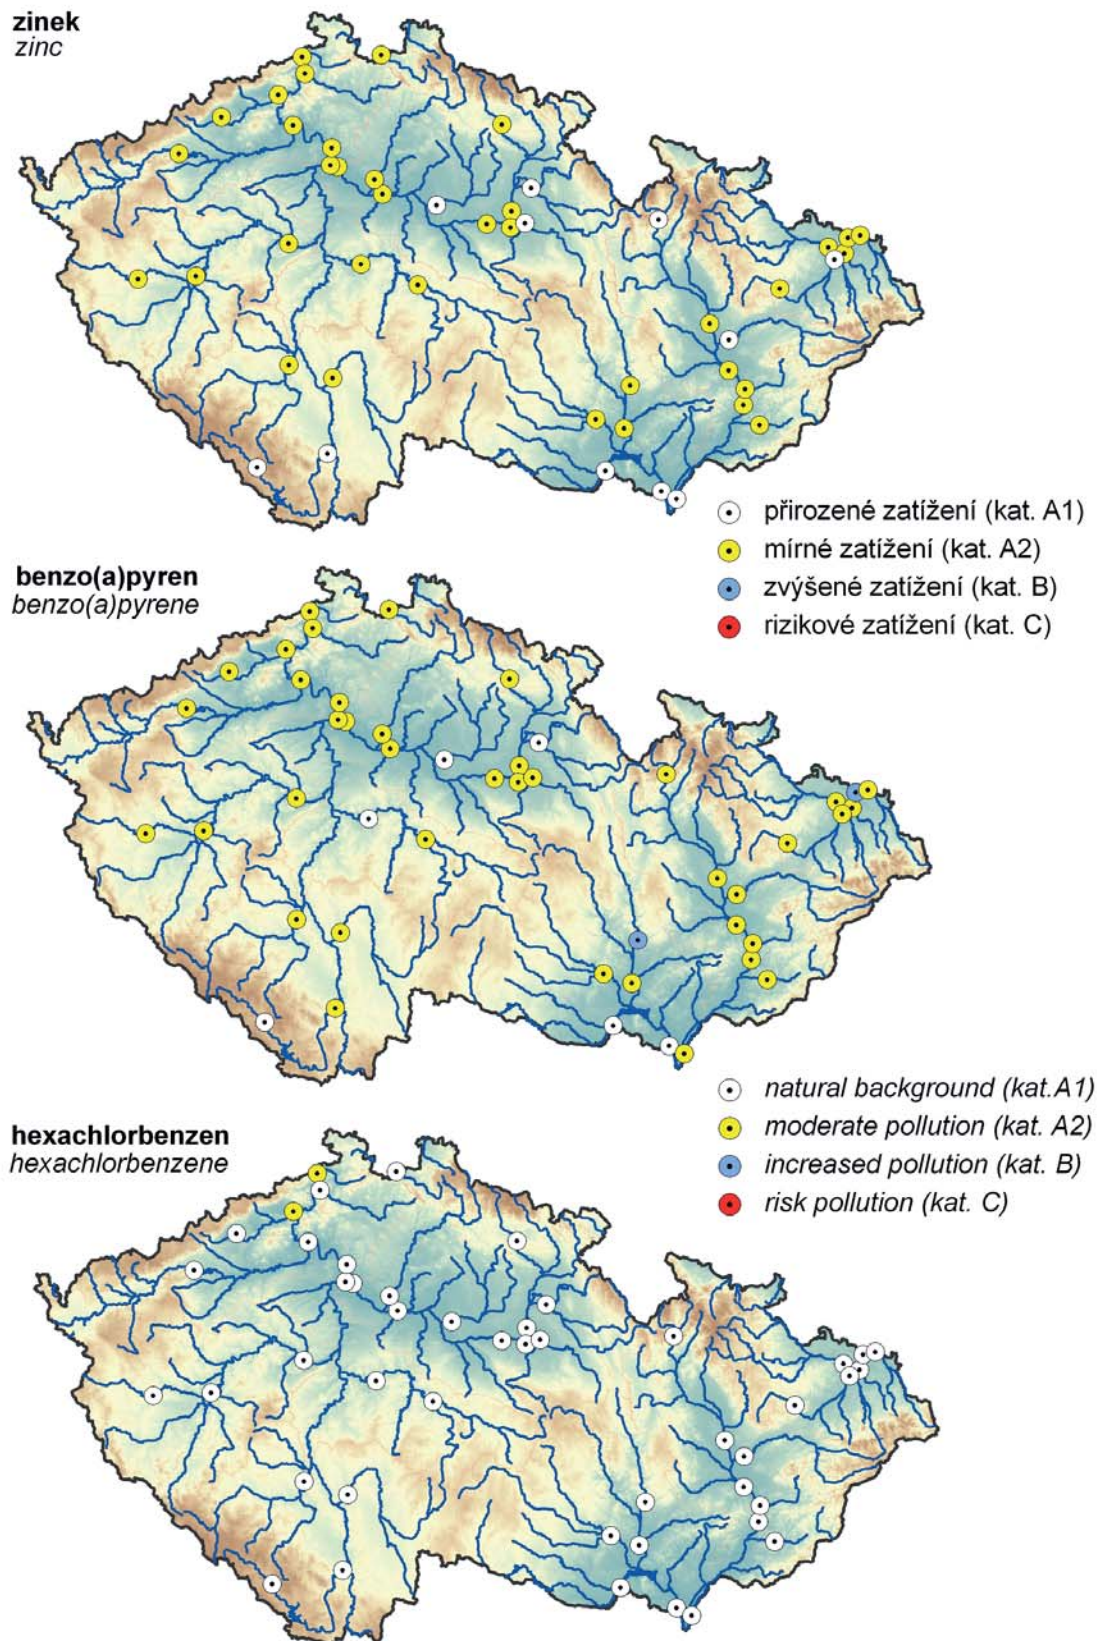 zinek
zinc
přirozené zatížení (kat. A1)
mírné zatížení (kat. A2)
zvýšené zatížení (kat. B)
rizikové zatížení (kat. C)
benzo(a)pyren
benzo(a)pyrene
natural background (kat.A1)
moderate pollution (kat. A2)
increased pollution (kat. B)
risk pollution (kat. C)
hexachlorbenzen
hexachlorbenzene